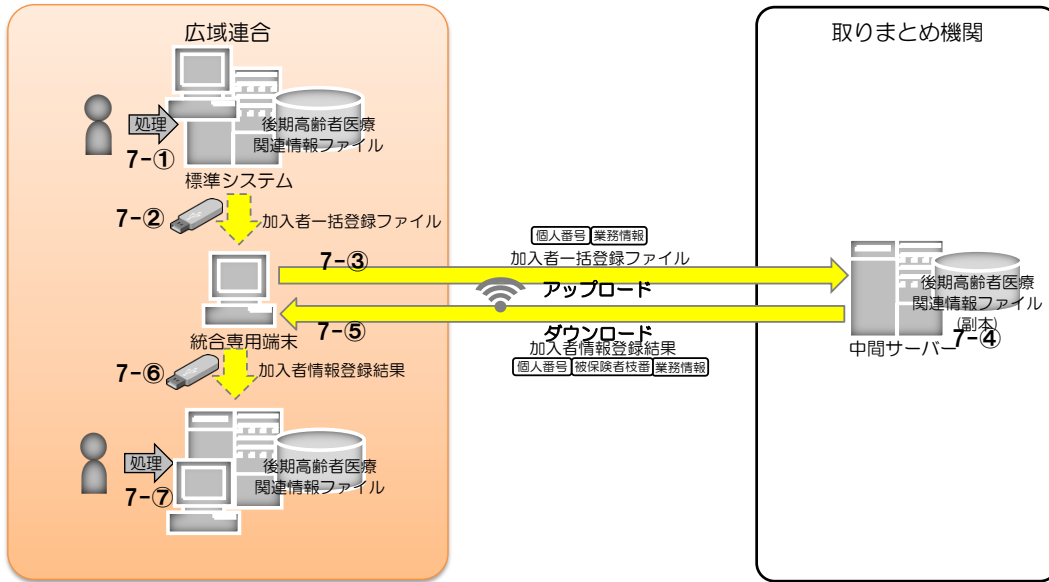 広域連合
処理
7-①
後期高齢者医療
関連情報ファイル
標準システム
7-②
加入者一括登録ファイル
7-③
個人番号 業務情報
加入者一括登録ファイル
アップロード
7-⑤
ダウンロード
加入者情報登録結果
個人番号 被保険者枝番 業務情報
統合専用端末
7-⑥
加入者情報登録結果
処理
7-⑦
後期高齢者医療
関連情報ファイル
取りまとめ機関
後期高齢者医療
関連情報ファイル
(副本)
7-④
中間サーバー